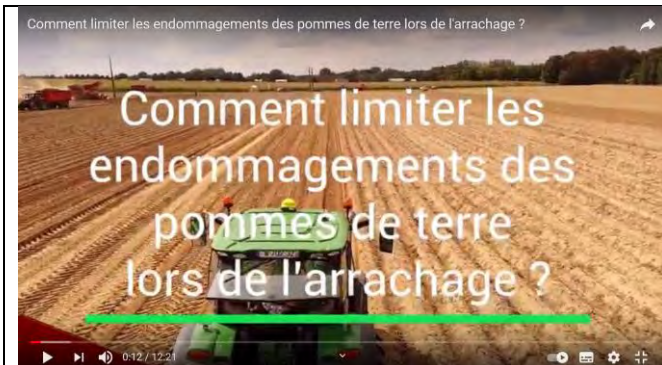 Comment limiter les endommagements des pommes de terre lors de l'arrachage ?
Comment limiter les
endommagements des
pommes de terre
lors de l'arrachage ?
0:12 / 12:21